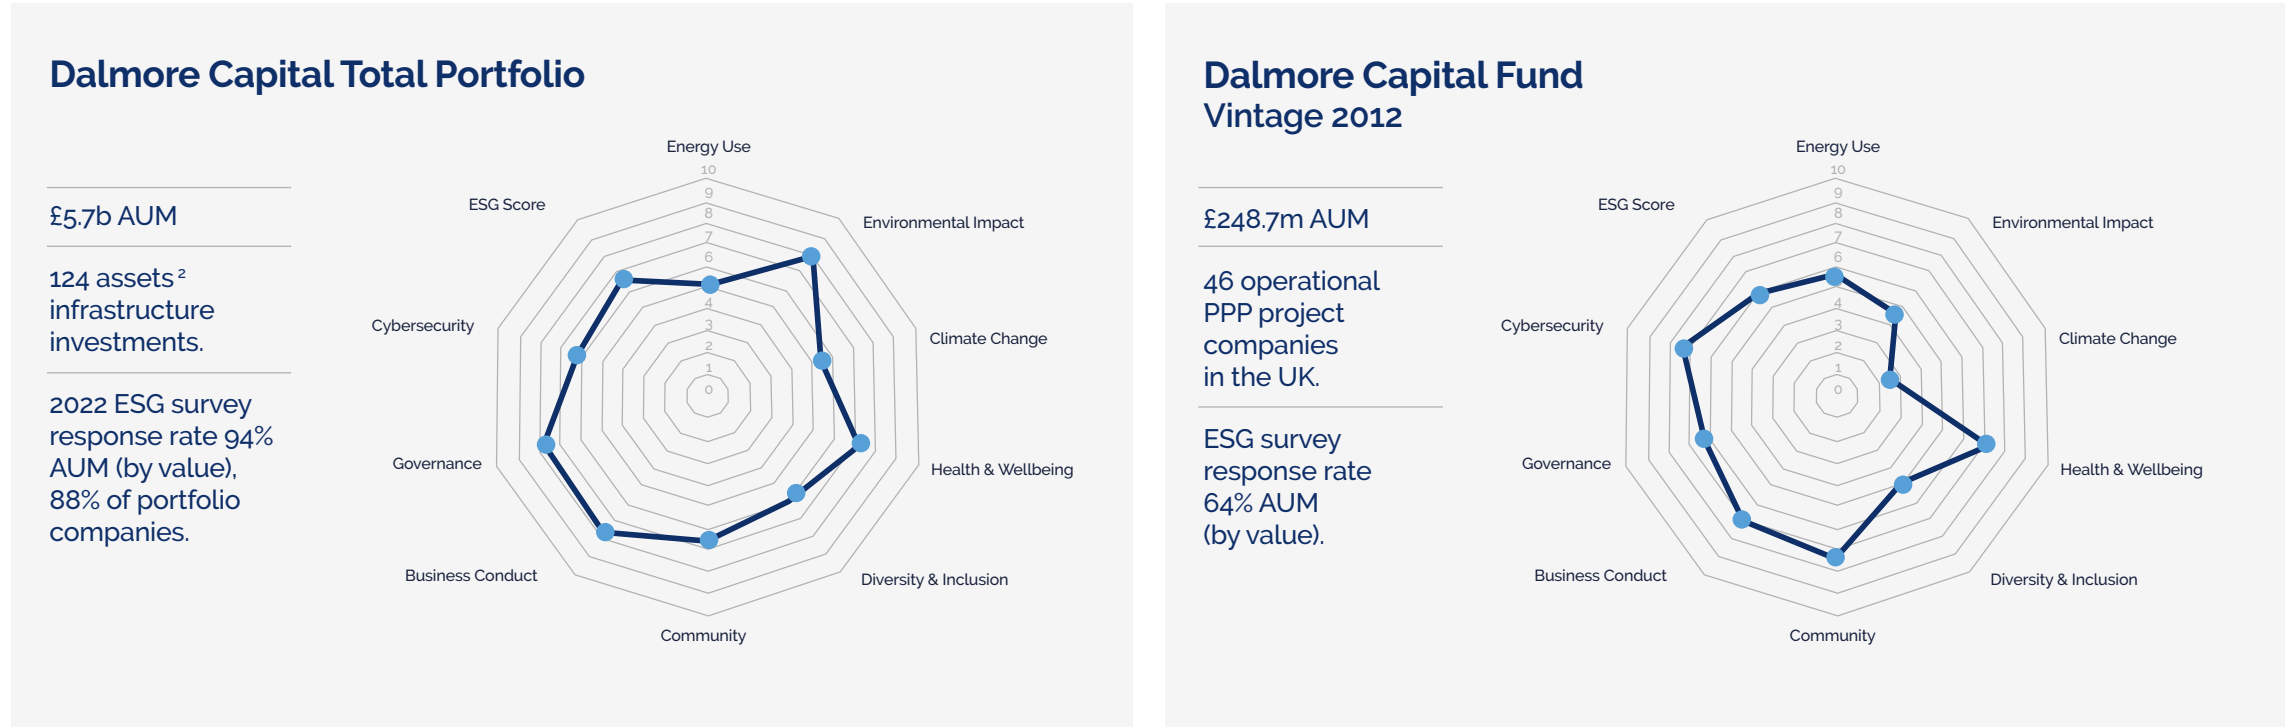 Dalmore Capital Total Portfolio
£5.7b AUM
124 assets²
infrastructure
investments.
2022 ESG survey
response rate 94%
AUM (by value),
88% of portfolio
companies.
Energy Use
10
9
8
7
6
4
3
2
1
0
ESG Score
Environmental Impact
Cybersecurity
Climate Change
Governance
Health & Wellbeing
Business Conduct
Diversity & Inclusion
Community
Dalmore Capital Fund
Vintage 2012
£248.7m AUM
46 operational
PPP project
companies
in the UK.
ESG survey
response rate
64% AUM
(by value).
Energy Use
10
9
8
7
6
4
3
2
1
0
ESG Score
Environmental Impact
Cybersecurity
Climate Change
Governance
Health & Wellbeing
Business Conduct
Diversity & Inclusion
Community